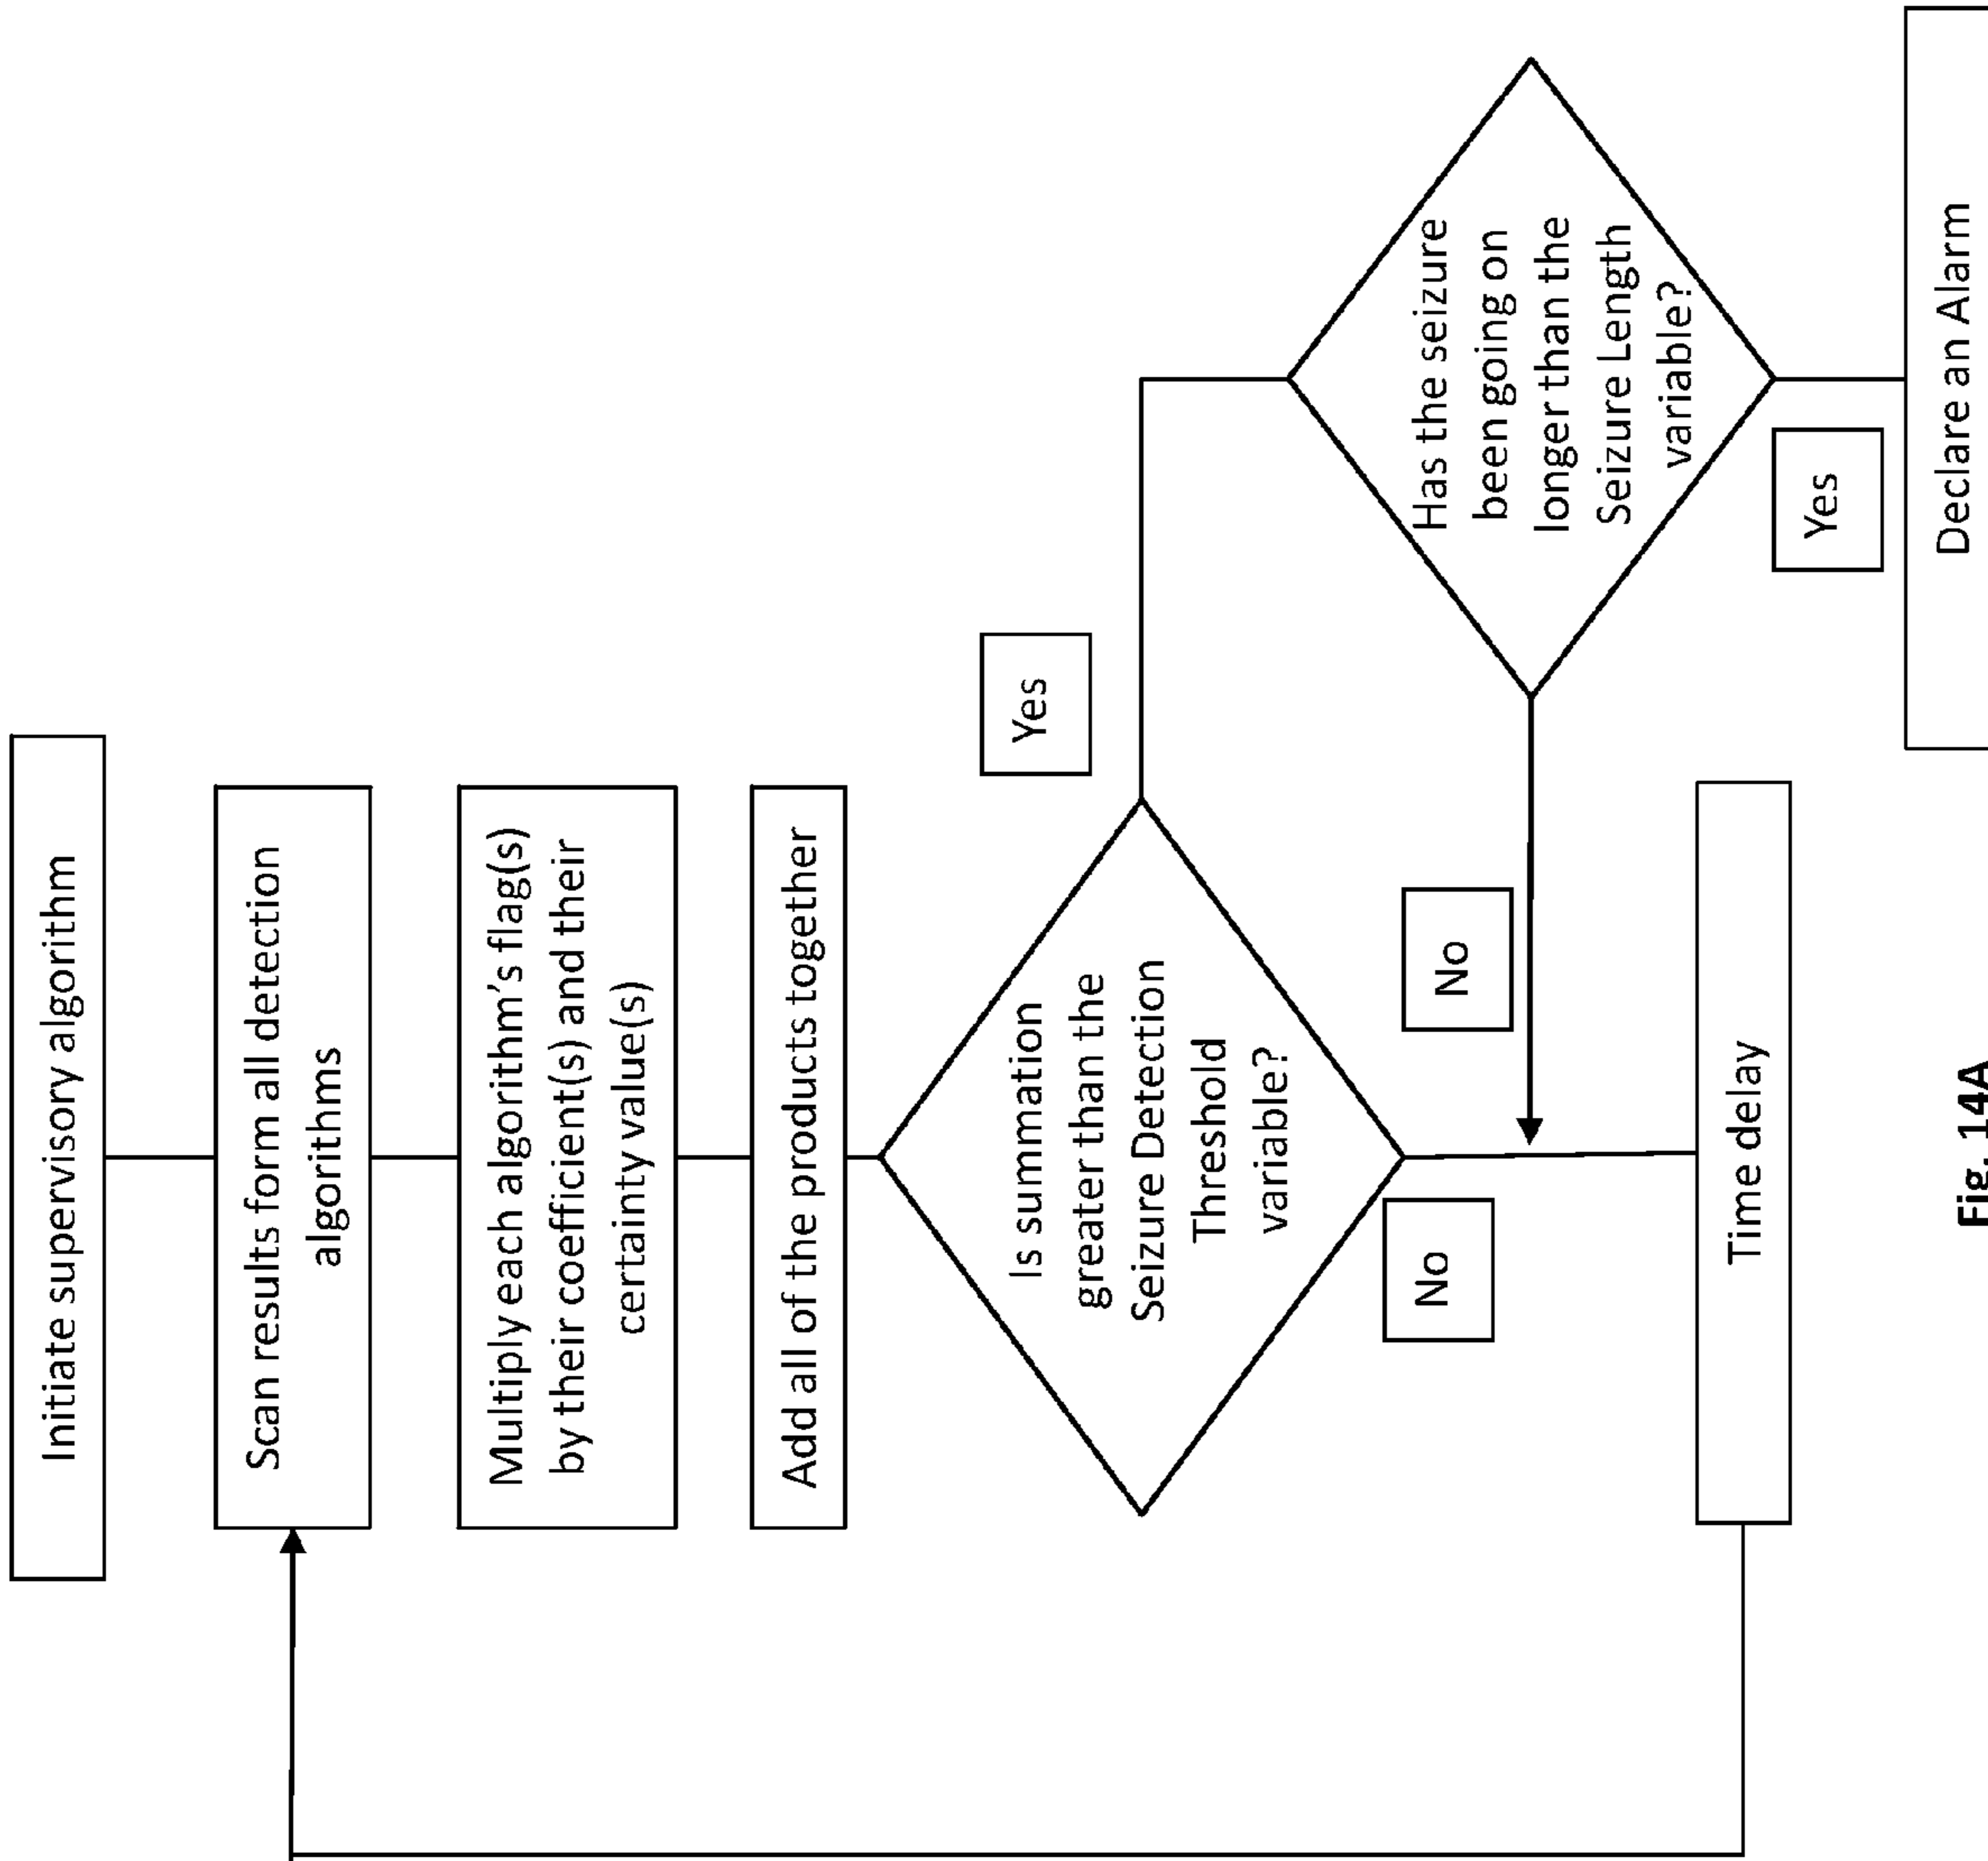 Initiate supervisory algorithm
Scan results form all detection
algorithms
Multiply each algorithm's flag(s)
by their coefficient(s) and their
certainty value(s)
Add all of the products together
Is summation
greater than the
Seizure Detection
Threshold
variable?
Yes
No
Has the seizure
been going on
longer than the
Seizure Length
variable?
No
Yes
Time delay
Declare an Alarm
Fig. 14A